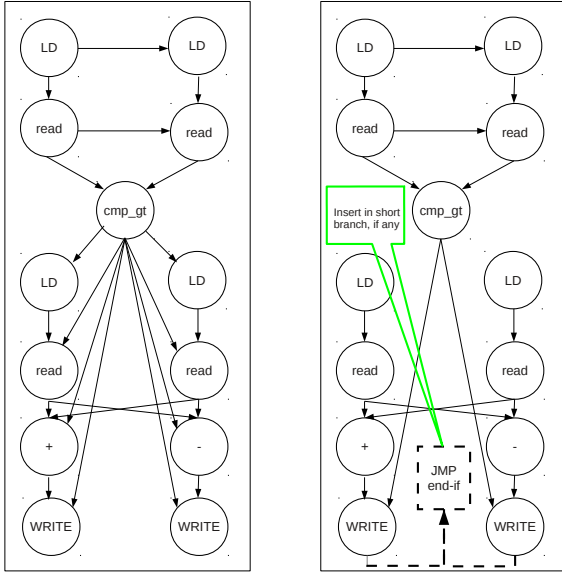 LD
LD
read
read
cmp_gt
LD
LD
read
read
+
-
WRITE
WRITE
LD
LD
read
read
cmp_gt
Insert in short
branch, if any
LD
LD
read
read
+
-
JMP
end-if
WRITE
WRITE